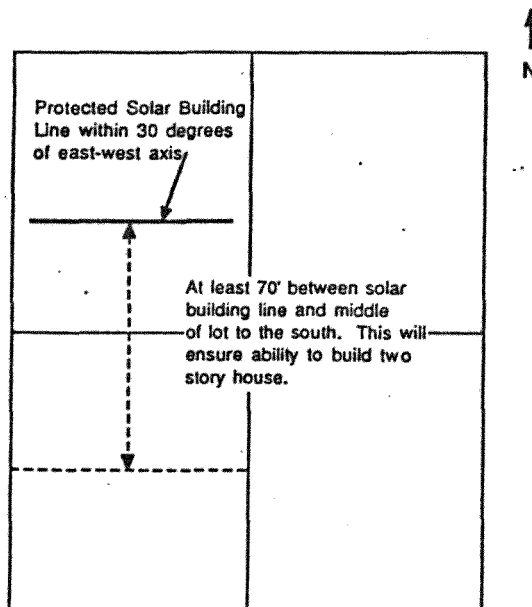 N
Protected Solar Building
Line within 30 degrees
of east-west axis
At least 70' between solar
building line and middle
of lot to the south. This will
ensure ability to build two
story house.